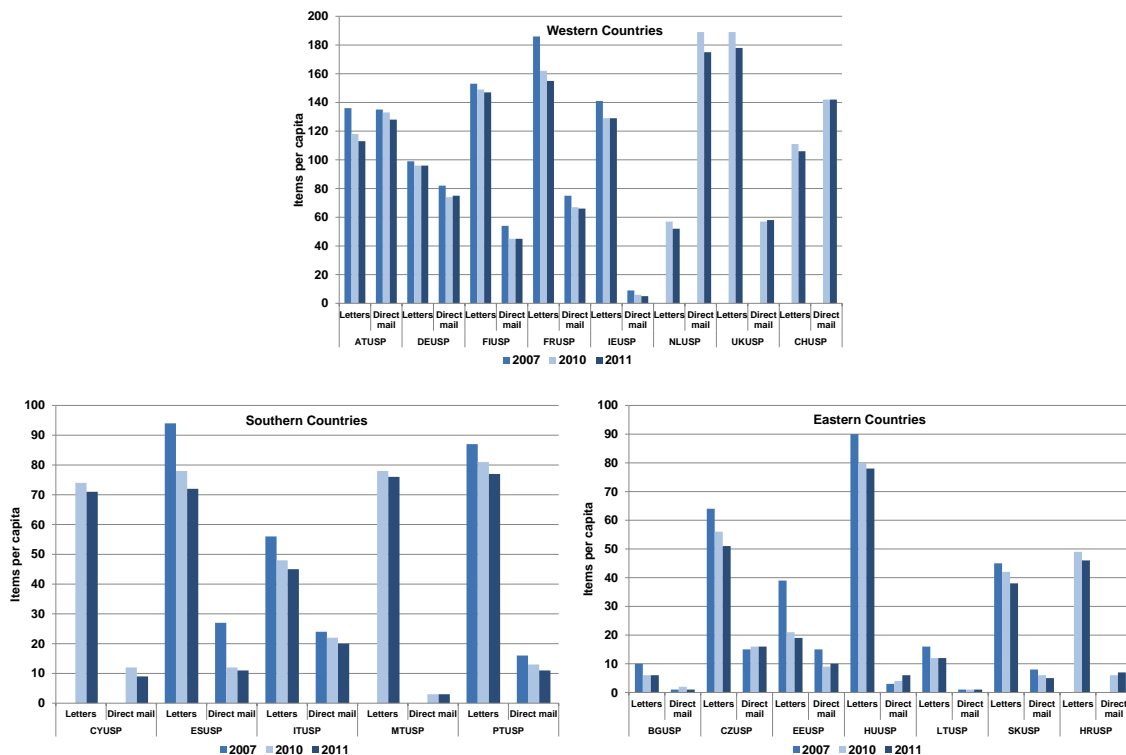 Western Countries
Items per capita
200
180
160
140
120
100
80
60
40
20
0
Letters Direct mail Letters Direct mail Letters Direct mail Letters Direct mail Letters Direct mail Letters Direct mail Letters Direct mail Letters Direct mail
ATUSP DEUSP FIUSP FRUSP IEUSP NLUSP UKUSP CHUSP
2007 2010 2011
Southern Countries
Items per capita
100
90
80
70
60
50
40
30
20
10
0
Letters Direct mail Letters Direct mail Letters Direct mail Letters Direct mail Letters Direct mail
CYUSP ESUSP ITUSP MTUSP PTUSP
2007 2010 2011
Eastern Countries
Items per capita
100
90
80
70
60
50
40
30
20
10
0
Letters Direct mail Letters Direct mail Letters Direct mail Letters Direct mail Letters Direct mail Letters Direct mail Letters Direct mail
BGUSP CZUSP EEUSP HUUSP LTUSP SKUSP HRUSP
2007 2010 2011